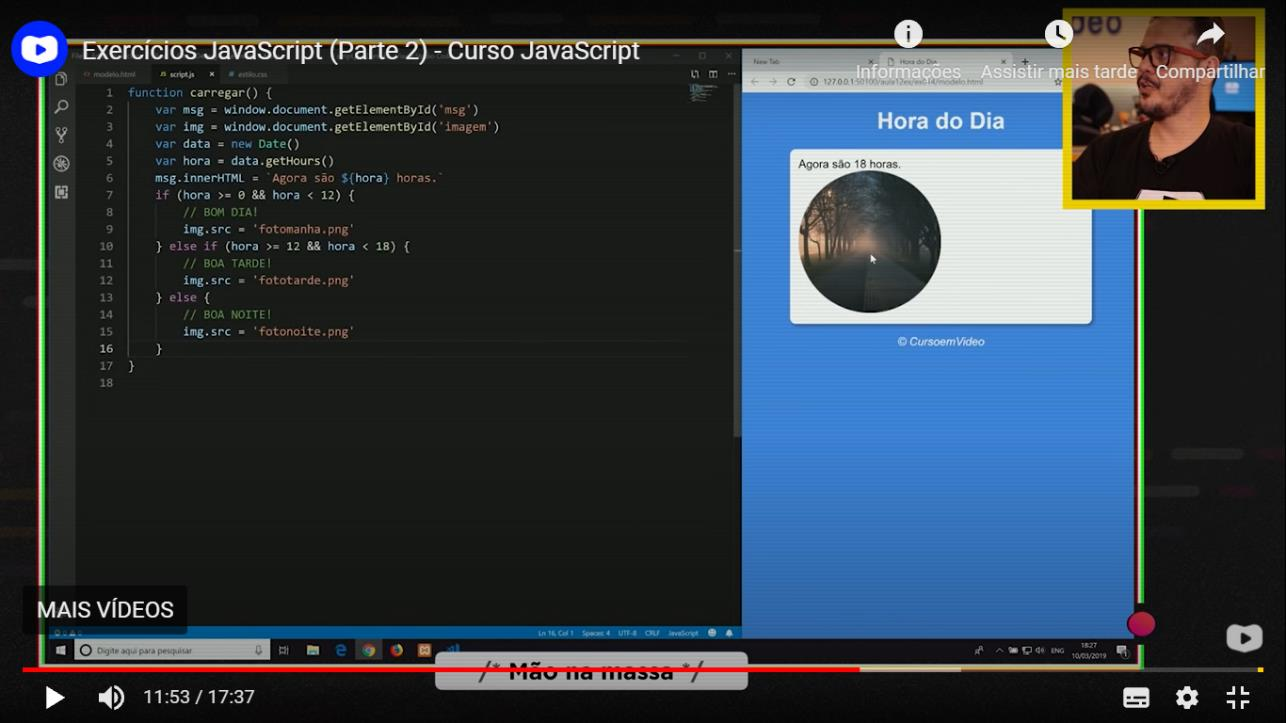 Exercícios JavaScript (Parte 2) - Curso JavaScript
Informações
Assistir mais tarde
Compartilhar
modelo.html
script.js
estilo.css
1 function carregar() {
2 var msg = window.document.getElementById('msg')
3 var img = window.document.getElementById('imagem')
4 var data = new Date()
5 var hora = data.getHours()
6 msg.innerHTML = `Agora são ${hora} horas.`
7 if (hora >= 0 && hora < 12) {
8 // BOM DIA!
9 img.src = 'fotomanha.png'
10 } else if (hora >= 12 && hora < 18) {
11 // BOA TARDE!
12 img.src = 'fototarde.png'
13 } else {
14 // BOA NOITE!
15 img.src = 'fotonoite.png'
16 }
17 }
18
New Tab
Hora do Dia
Hora do Dia
Agora são 18 horas.
© CursoemVideo
MAIS VÍDEOS
Ln 16, Col 1 Spaces: 4 UTF-8 CRLF JavaScript
Digite aqui para pesquisar
ENG
18:27
10/03/2019
/* Mão na massa */
11:53 / 17:37